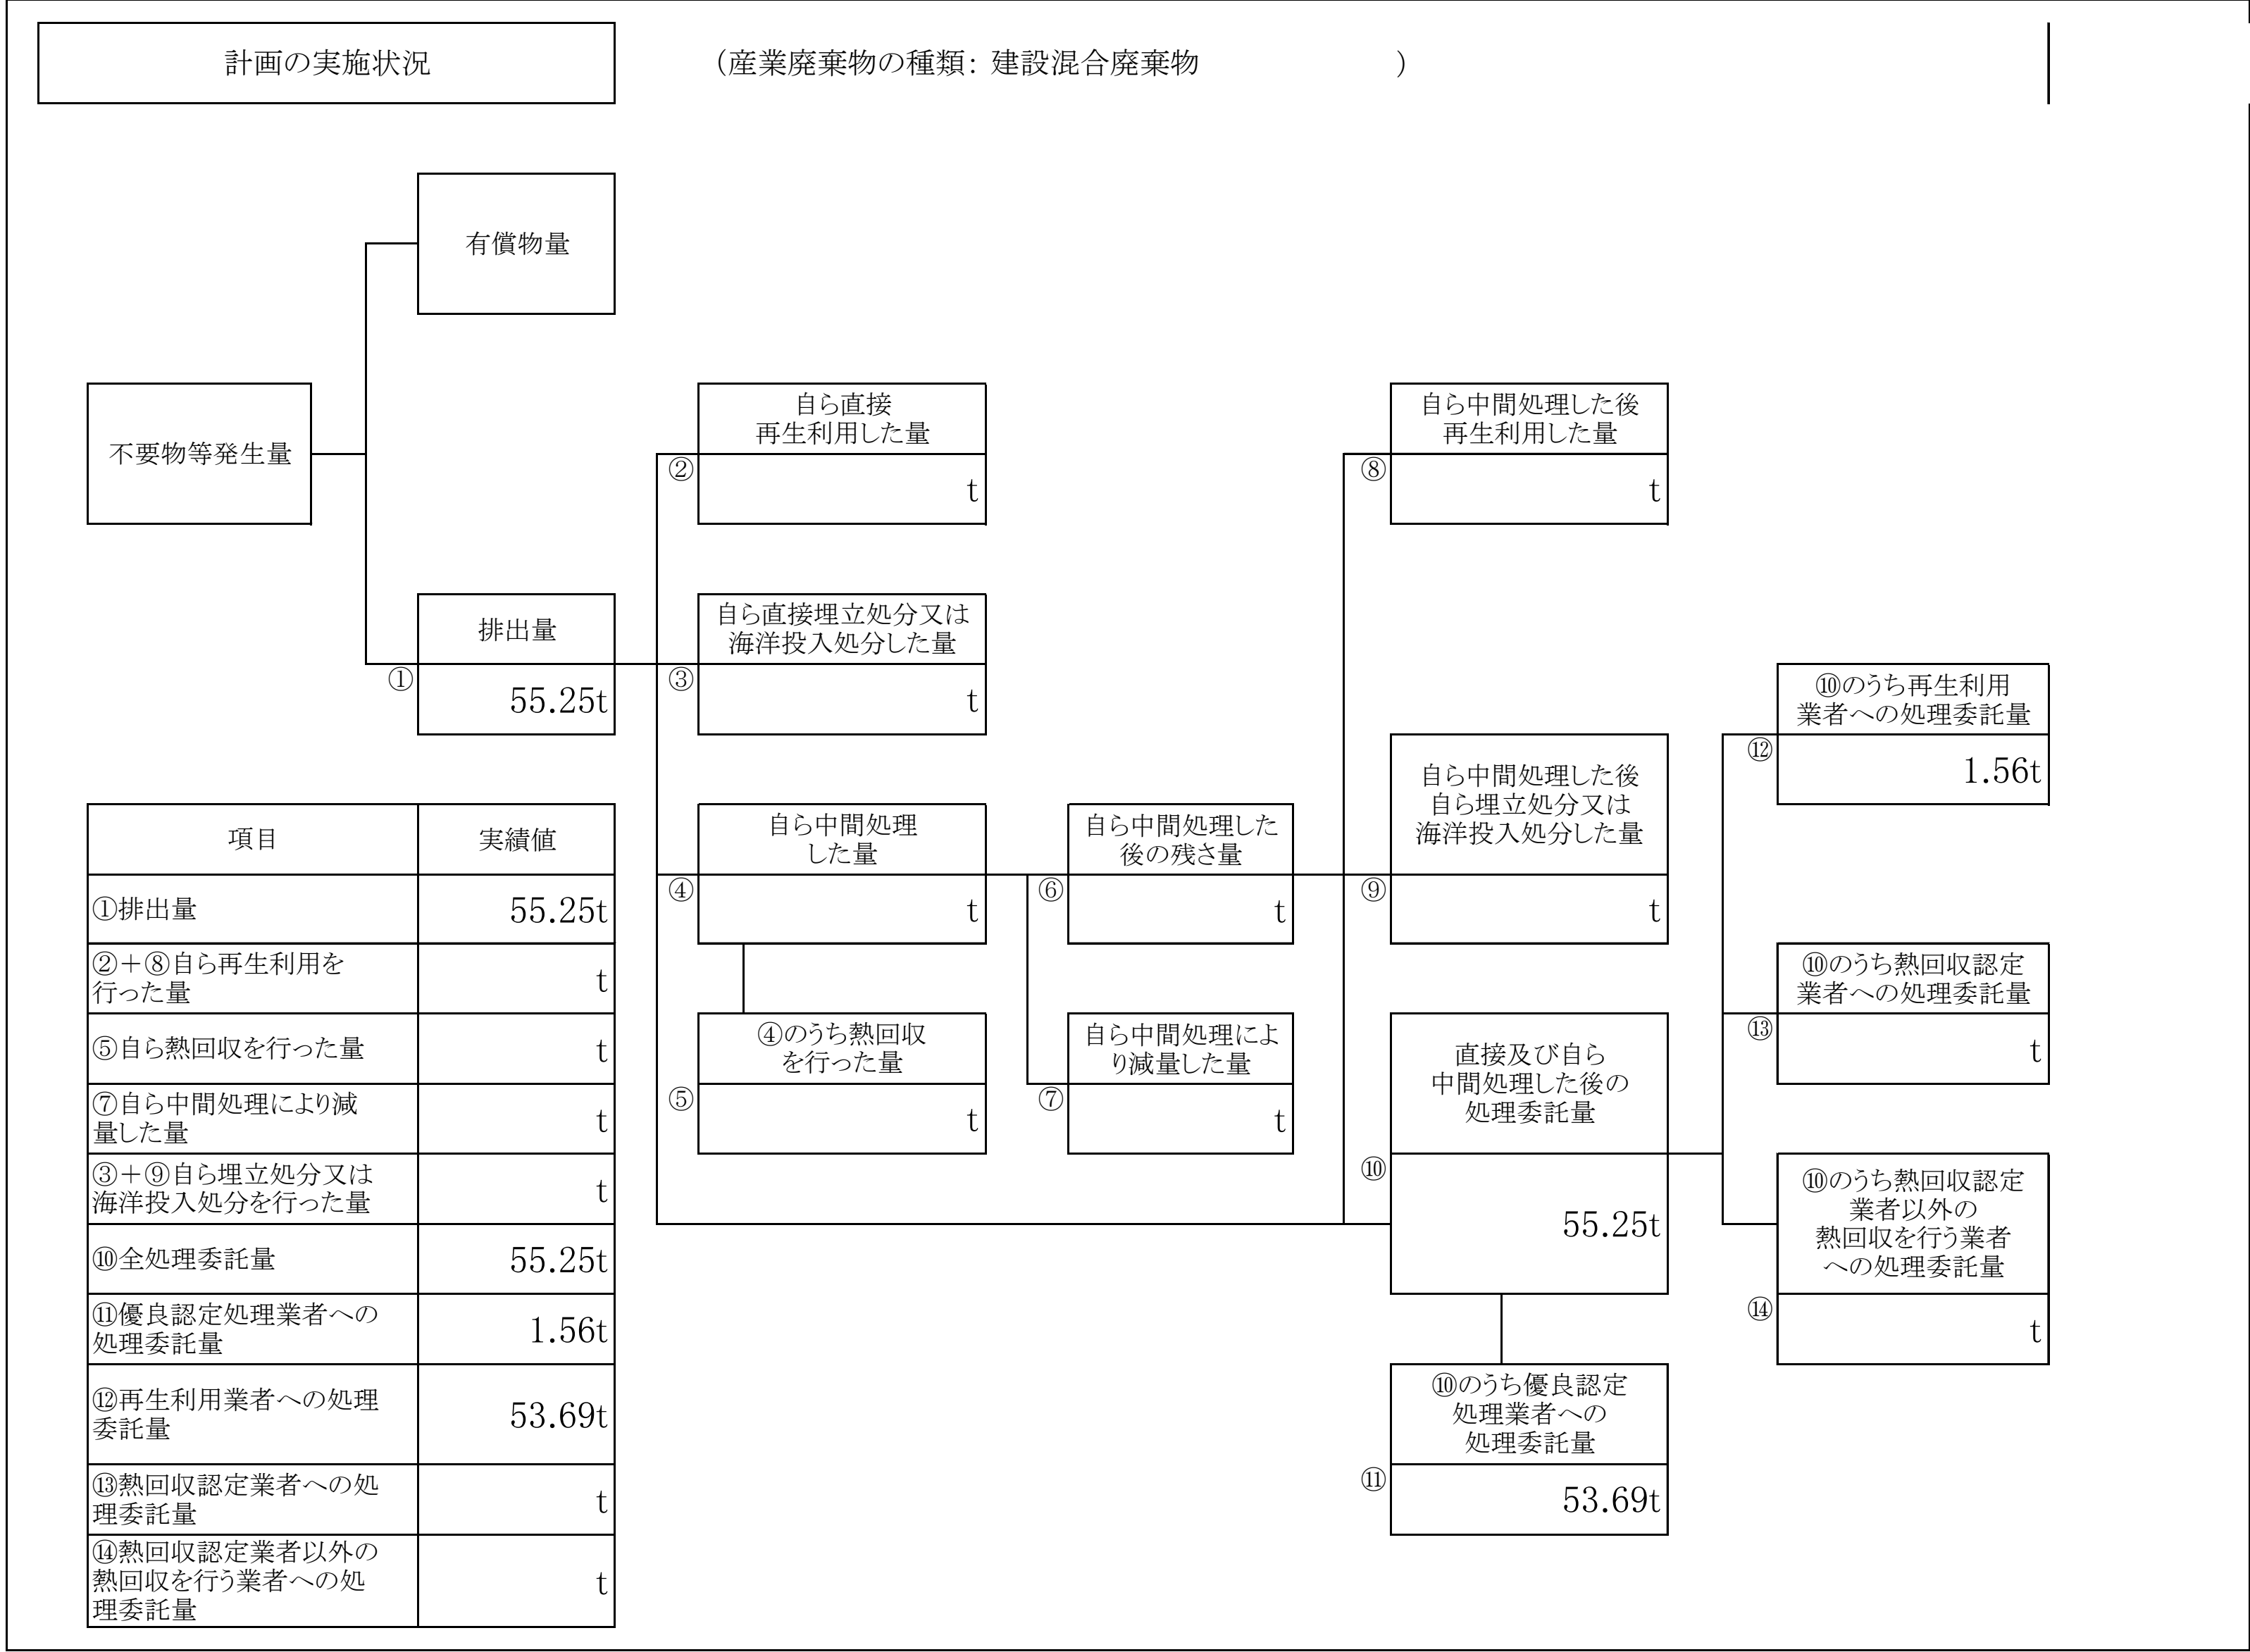 計画の実施状況
（産業廃棄物の種類：建設混合廃棄物　　　　　　）
有償物量
不要物等発生量
自ら直接
再生利用した量
②
t
自ら中間処理した後
再生利用した量
⑧
t
排出量
①
55.25t
自ら直接埋立処分又は
海洋投入処分した量
③
t
⑩のうち再生利用
業者への処理委託量
⑫
1.56t
自ら中間処理
した量
④
t
自ら中間処理した
後の残さ量
⑥
t
自ら中間処理した後
自ら埋立処分又は
海洋投入処分した量
⑨
t
⑩のうち熱回収認定
業者への処理委託量
⑬
t
④のうち熱回収
を行った量
⑤
t
自ら中間処理によ
り減量した量
⑦
t
直接及び自ら
中間処理した後の
処理委託量
⑩
55.25t
⑩のうち熱回収認定
業者以外の
熱回収を行う業者
への処理委託量
⑭
t
⑩のうち優良認定
処理業者への
処理委託量
⑪
53.69t
項目　実績値
①排出量　55.25t
②＋⑧自ら再生利用を
行った量　t
⑤自ら熱回収を行った量　t
⑦自ら中間処理により減
量した量　t
③＋⑨自ら埋立処分又は
海洋投入処分を行った量　t
⑩全処理委託量　55.25t
⑪優良認定処理業者への
処理委託量　1.56t
⑫再生利用業者への処理
委託量　53.69t
⑬熱回収認定業者への処
理委託量　t
⑭熱回収認定業者以外の
熱回収を行う業者への処
理委託量　t